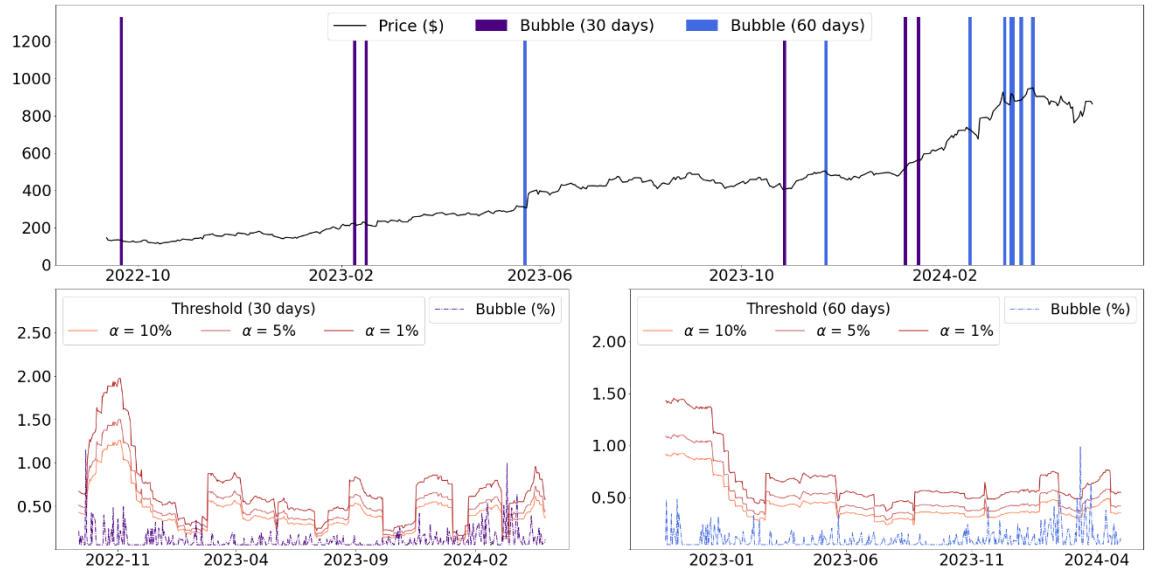 Price ($) Bubble (30 days) Bubble (60 days)
1200
1000
800
600
400
200
0
2022-10 2023-02 2023-06 2023-10 2024-02
Threshold (30 days)
α = 10% α = 5% α = 1%
Bubble (%)
2.50
2.00
1.50
1.00
0.50
2022-11 2023-04 2023-09 2024-02
Threshold (60 days)
α = 10% α = 5% α = 1%
Bubble (%)
2.00
1.50
1.00
0.50
2023-01 2023-06 2023-11 2024-04